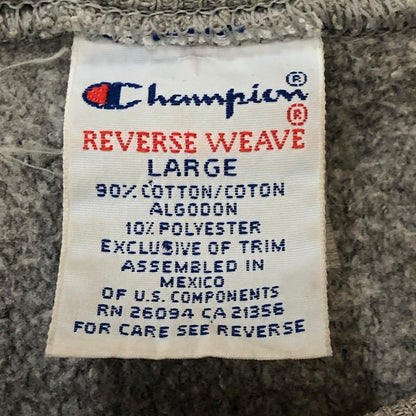 Champion®
REVERSE WEAVE®
LARGE
90% COTTON/COTON
ALGODON
10% POLYESTER
EXCLUSIVE OF TRIM
ASSEMBLED IN
MEXICO
OF U.S. COMPONENTS
RN 26094 CA 21356
FOR CARE SEE REVERSE